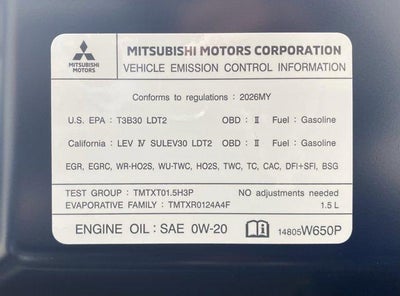 MITSUBISHI MOTORS CORPORATION
MITSUBISHI
MOTORS
VEHICLE EMISSION CONTROL INFORMATION
Conforms to regulations : 2026MY
U.S. EPA : T3B30 LDT2 OBD : II Fuel : Gasoline
California : LEV IV SULEV30 LDT2 OBD : II Fuel : Gasoline
EGR, EGRC, WR-HO2S, WU-TWC, HO2S, TWC, TC, CAC, DFI+SFI, BSG
TEST GROUP : TMTXT01.5H3P NO adjustments needed
EVAPORATIVE FAMILY : TMTXR0124A4F 1.5 L
ENGINE OIL : SAE 0W-20 14805W650P